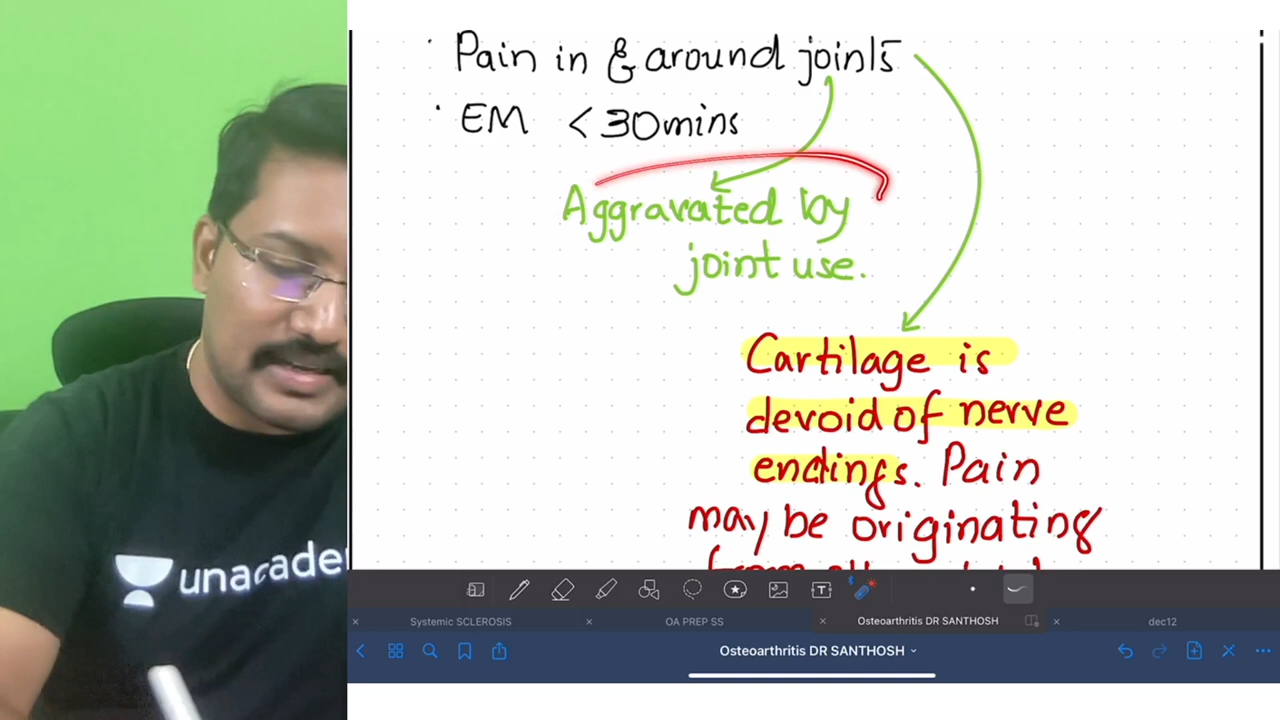 · Pain in & around joints
· EM < 30mins
Aggravated by
joint use.
Cartilage is
devoid of nerve
endings. Pain
may be originating
from
unacade
Systemic SCLEROSIS
OA PREP SS
Osteoarthritis DR SANTHOSH
dec12
Osteoarthritis DR SANTHOSH